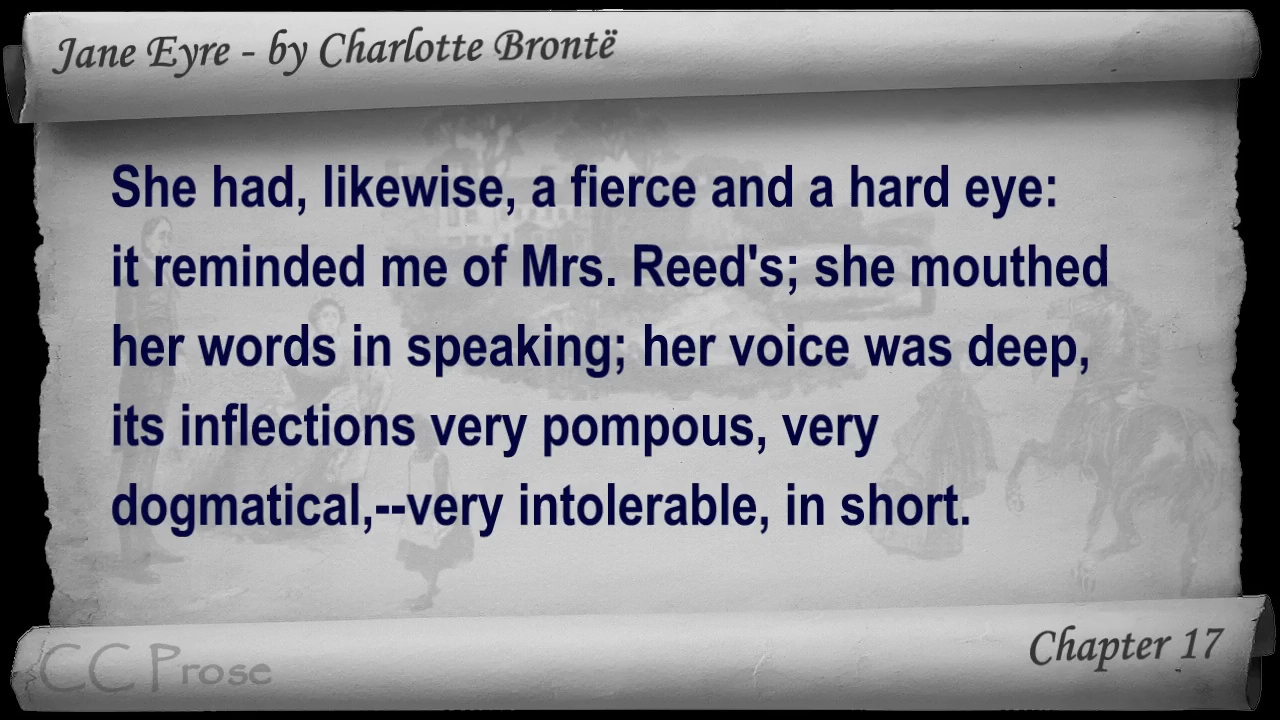 Jane Eyre - by Charlotte Brontë
She had, likewise, a fierce and a hard eye:
it reminded me of Mrs. Reed's; she mouthed
her words in speaking; her voice was deep,
its inflections very pompous, very
dogmatical,--very intolerable, in short.
CC Prose
Chapter 17